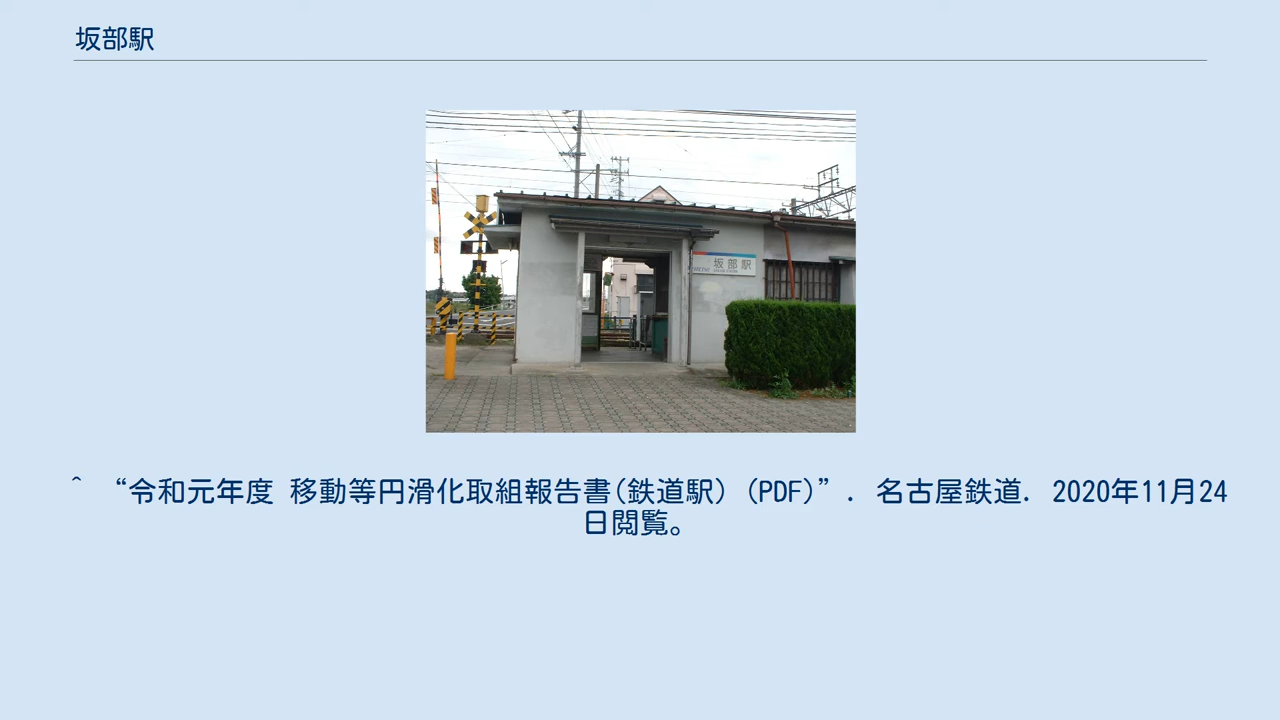 坂部駅
坂部駅
^ “令和元年度 移動等円滑化取組報告書(鉄道駅) (PDF)”. 名古屋鉄道. 2020年11月24
日閲覧。